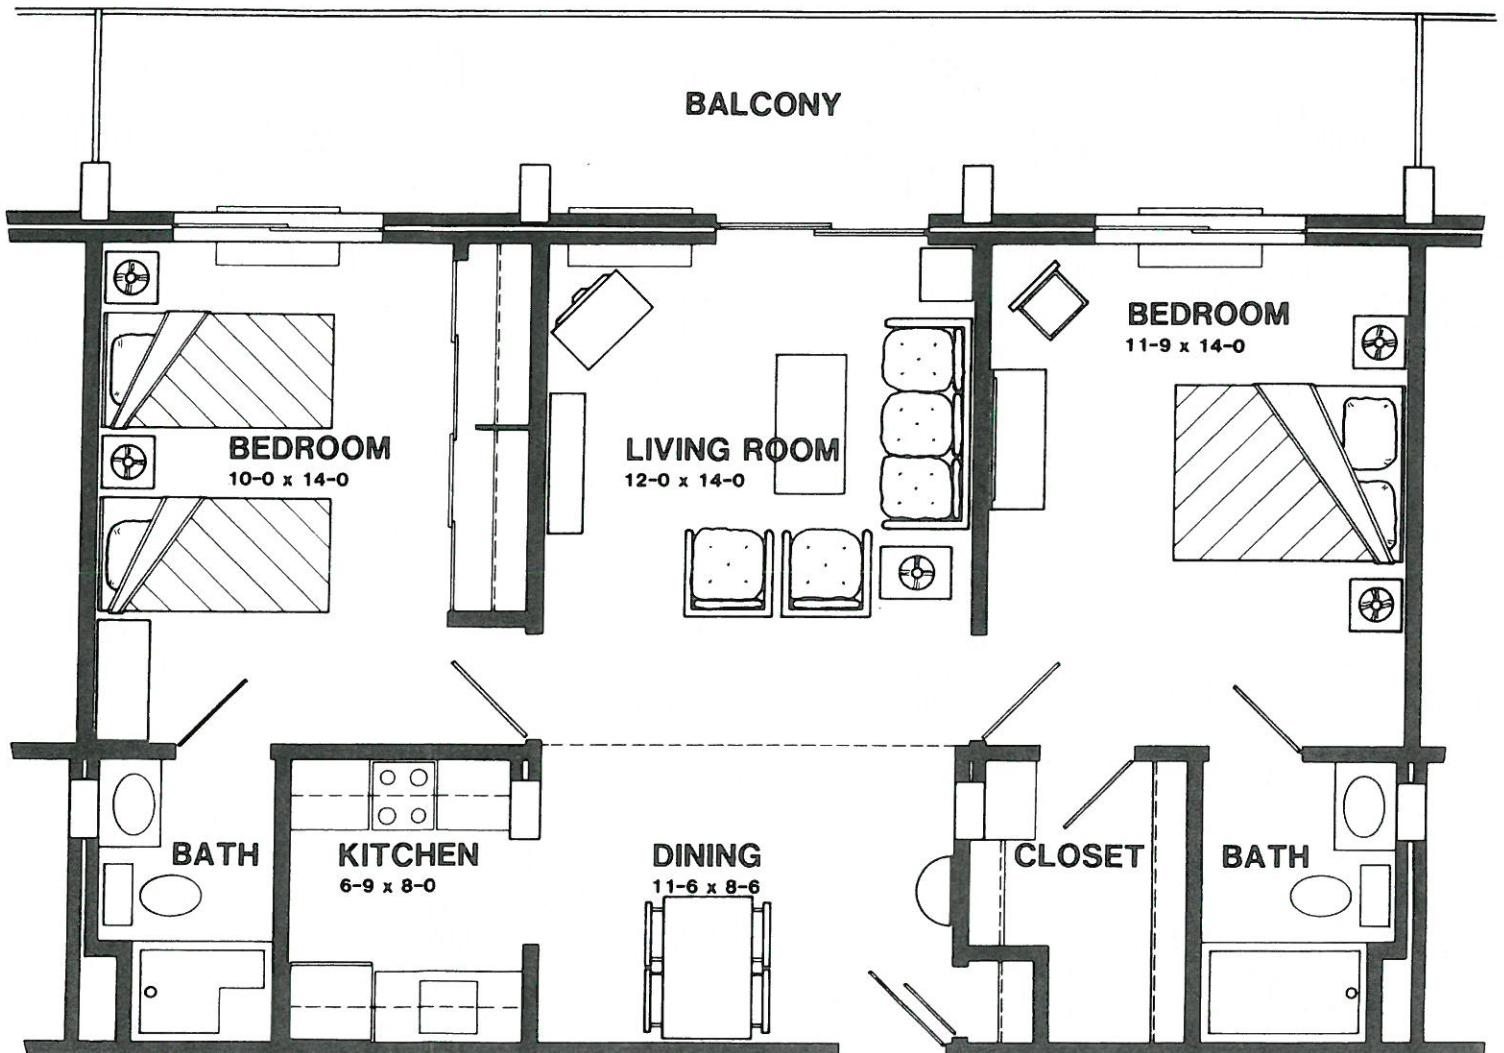 BALCONY
BEDROOM
11-9 x 14-0
BEDROOM
10-0 x 14-0
LIVING ROOM
12-0 x 14-0
BATH
KITCHEN
6-9 x 8-0
DINING
11-6 x 8-6
CLOSET
BATH